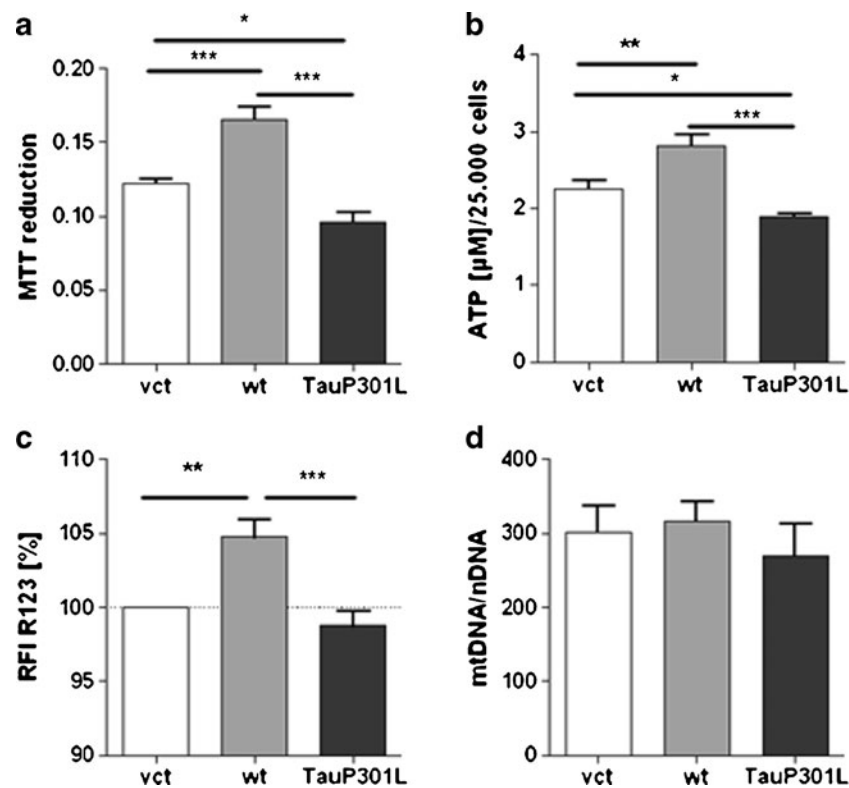 a
*
***
***
0.20
0.15
0.10
0.05
0.00
MTT reduction
vct
wt
TauP301L
b
**
*
***
4
3
2
1
0
ATP [µM]/25.000 cells
vct
wt
TauP301L
c
**
***
110
105
100
95
90
RFI R123 [%]
vct
wt
TauP301L
d
400
300
200
100
0
mtDNA/nDNA
vct
wt
TauP301L